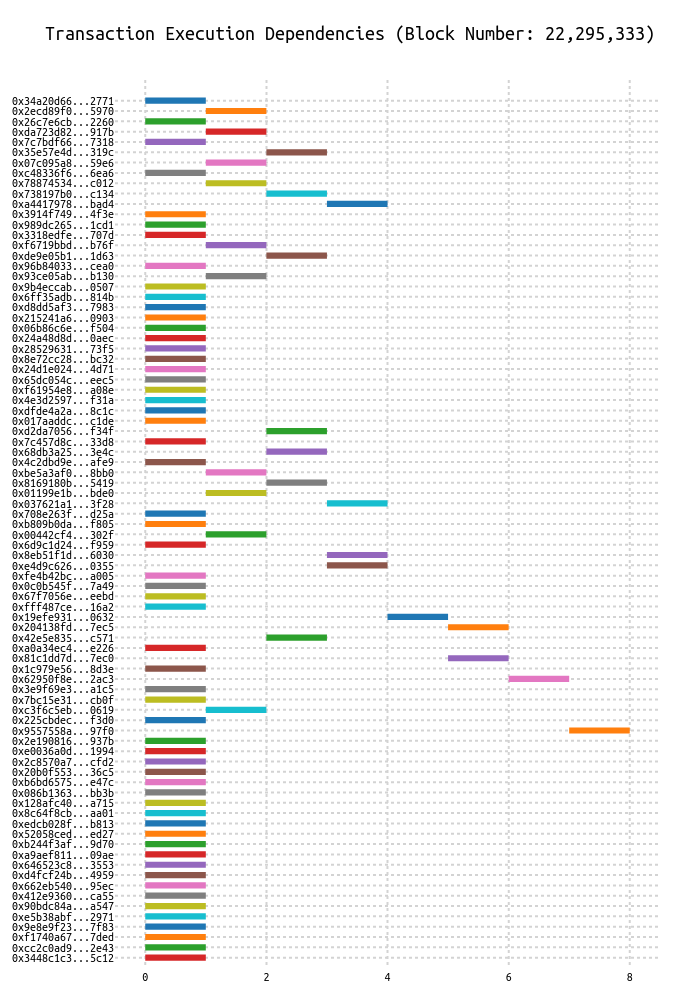 Transaction Execution Dependencies (Block Number: 22,295,333)
0x34a20d66...2771
0x2ecd89f0...5970
0x26c7e6cb...2260
0xda723d82...917b
0x7c7bdf66...7318
0x35e57e4d...319c
0x07c095a8...59e6
0xc48336f6...6ea6
0x78874534...c012
0x738197b0...c134
0xa4417978...bad4
0x3914f749...4f3e
0x989dc265...1cd1
0x3318edfe...707d
0xf6719bbd...b76f
0xde9e05b1...1d63
0x96b84033...cea0
0x93ce05ab...b130
0x9b4eccab...0507
0x6ff35adb...814b
0xd8dd5af3...7983
0x215241a6...0903
0x06b86c6e...f504
0x24a48d8d...0aec
0x28529631...73f5
0x8e72cc28...bc32
0x24d1e024...4d71
0x65dc054c...eec5
0xf61954e8...a08e
0x4e3d2597...f31a
0xdfde4a2a...8c1c
0x017aaddc...c1de
0xd2da7056...f34f
0x7c457d8c...33d8
0x68db3a25...3e4c
0x4c2dbd9e...afe9
0xbe5a3af0...8bb0
0x8169180b...5419
0x01199e1b...bde0
0x037621a1...3f28
0x708e263f...d25a
0xb809b0da...f805
0x00442cf4...302f
0x6d9c1d24...f959
0x8eb51f1d...6030
0xe4d9c626...0355
0xfe4b42bc...a005
0x0c0b545f...7a49
0x67f7056e...eebd
0xfff487ce...16a2
0x19efe931...0632
0x204138fd...7ec5
0x42e5e835...c571
0xa0a34ec4...e226
0x81c1dd7d...7ec0
0x1c979e56...8d3e
0x62950f8e...2ac3
0x3e9f69e3...a1c5
0x7bc15e31...cb0f
0xc3f6c5eb...0619
0x225cbdec...f3d0
0x9557558a...97f0
0x2e190816...937b
0xe0036a0d...1994
0x2c8570a7...cfd2
0x20b0f553...36c5
0xb6bd6575...e47c
0x086b1363...bb3b
0x128afc40...a715
0x8c64f8cb...aa01
0xedcb028f...b813
0x52058ced...ed27
0xb244f3af...9d70
0xa9aef811...09ae
0x646523c8...3553
0xd4fcf24b...4959
0x662eb540...95ec
0x412e9360...ca55
0x90bdc84a...a547
0xe5b38abf...2971
0x9e8e9f23...7f83
0xf1740a67...7ded
0xcc2c0ad9...2e43
0x3448c1c3...5c12
0 2 4 6 8